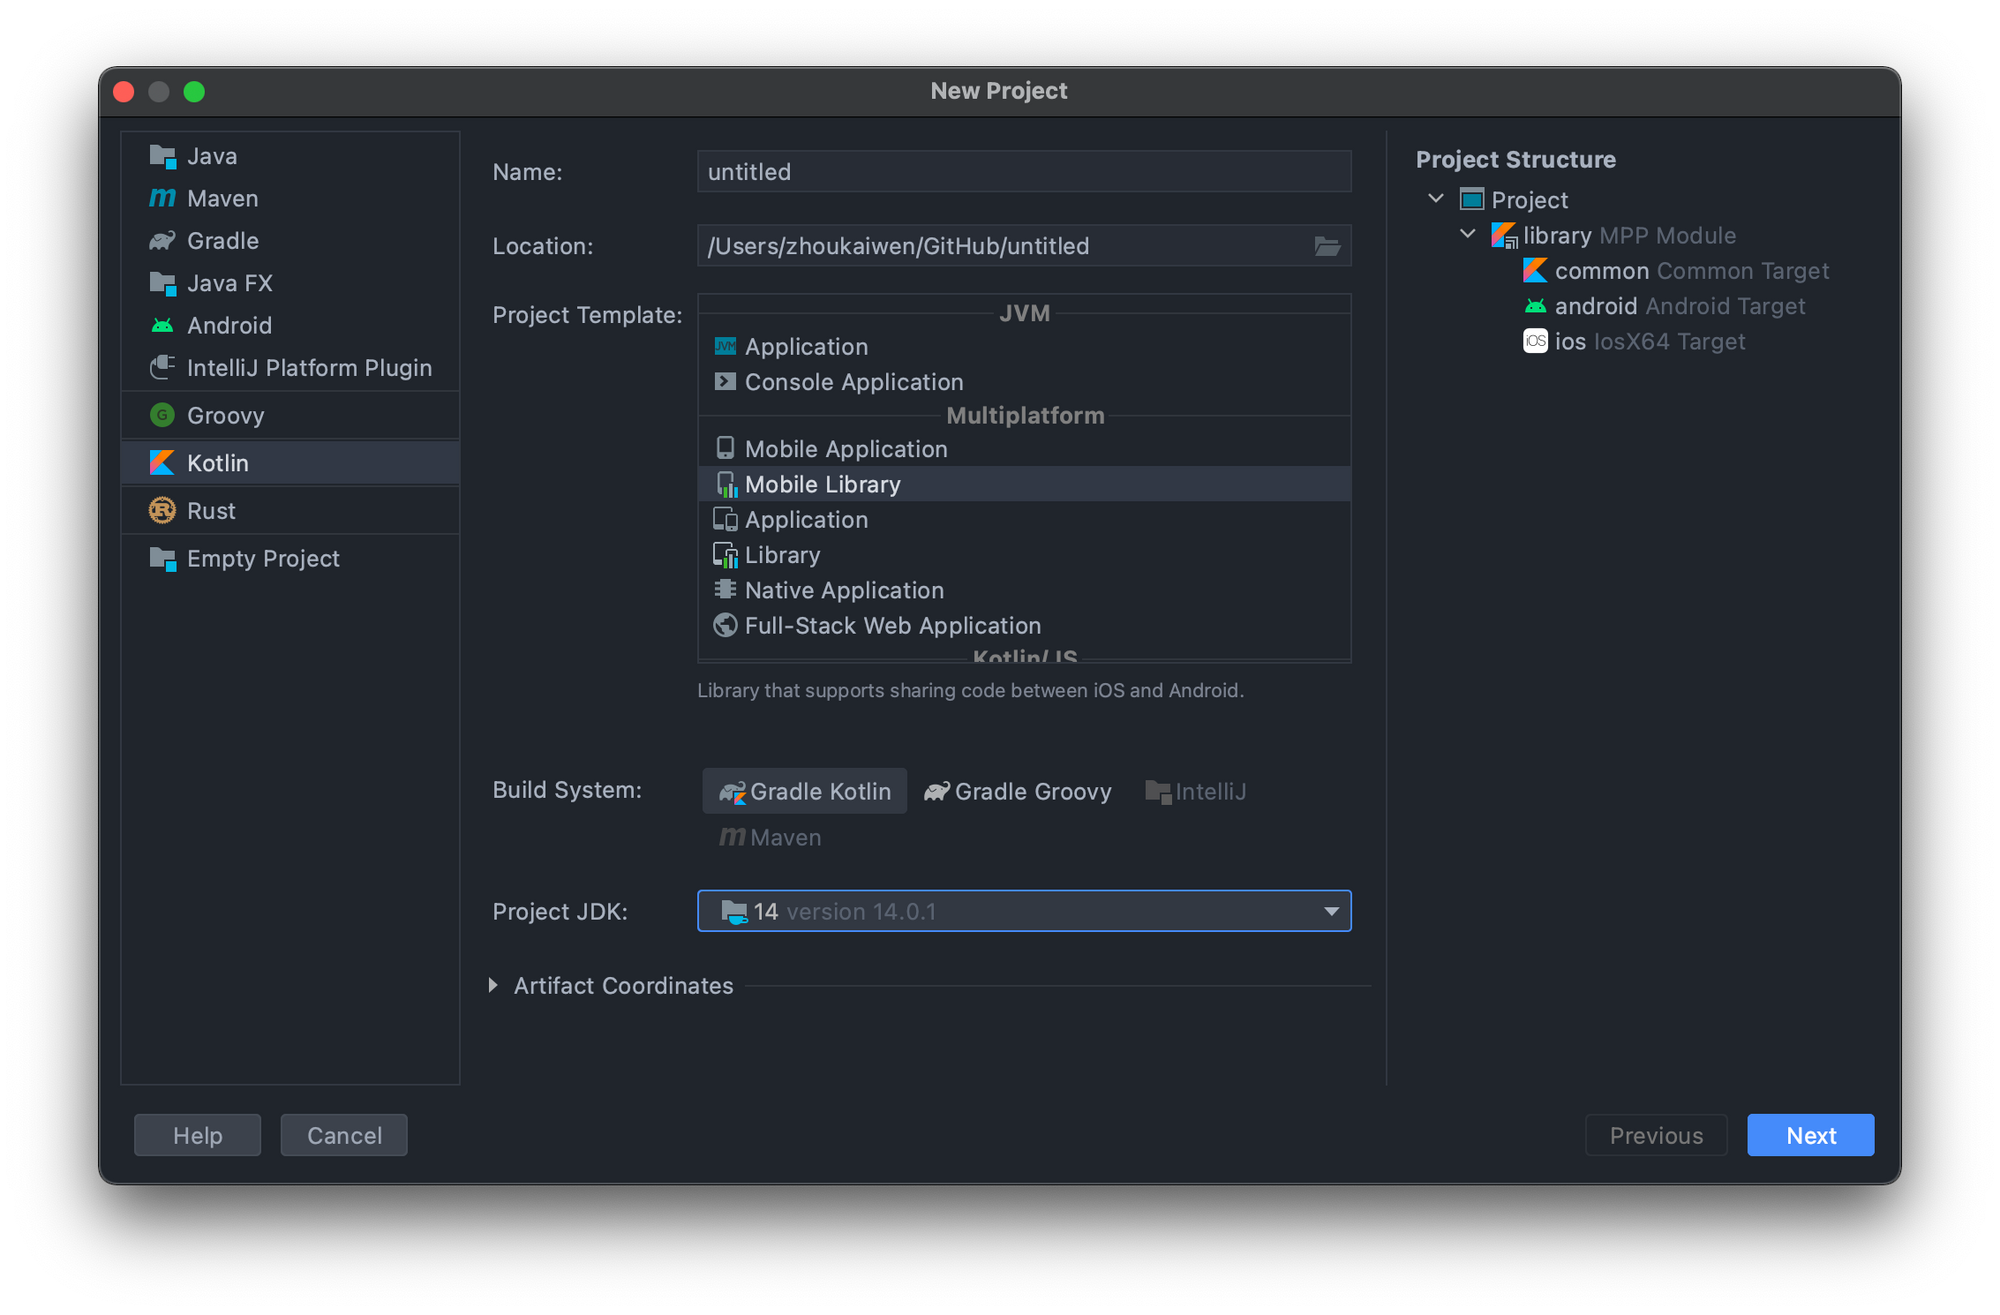 New Project
Java
Maven
Gradle
Java FX
Android
IntelliJ Platform Plugin
Groovy
Kotlin
Rust
Empty Project
Name: untitled
Location: /Users/zhoukaiwen/GitHub/untitled
Project Template:
JVM
Application
Console Application
Multiplatform
Mobile Application
Mobile Library
Application
Library
Native Application
Full-Stack Web Application
Kotlin/JS
Library that supports sharing code between iOS and Android.
Build System: Gradle Kotlin Gradle Groovy IntelliJ
Maven
Project JDK: 14 version 14.0.1
Artifact Coordinates
Project Structure
Project
library MPP Module
common Common Target
android Android Target
ios IosX64 Target
Help Cancel Previous Next